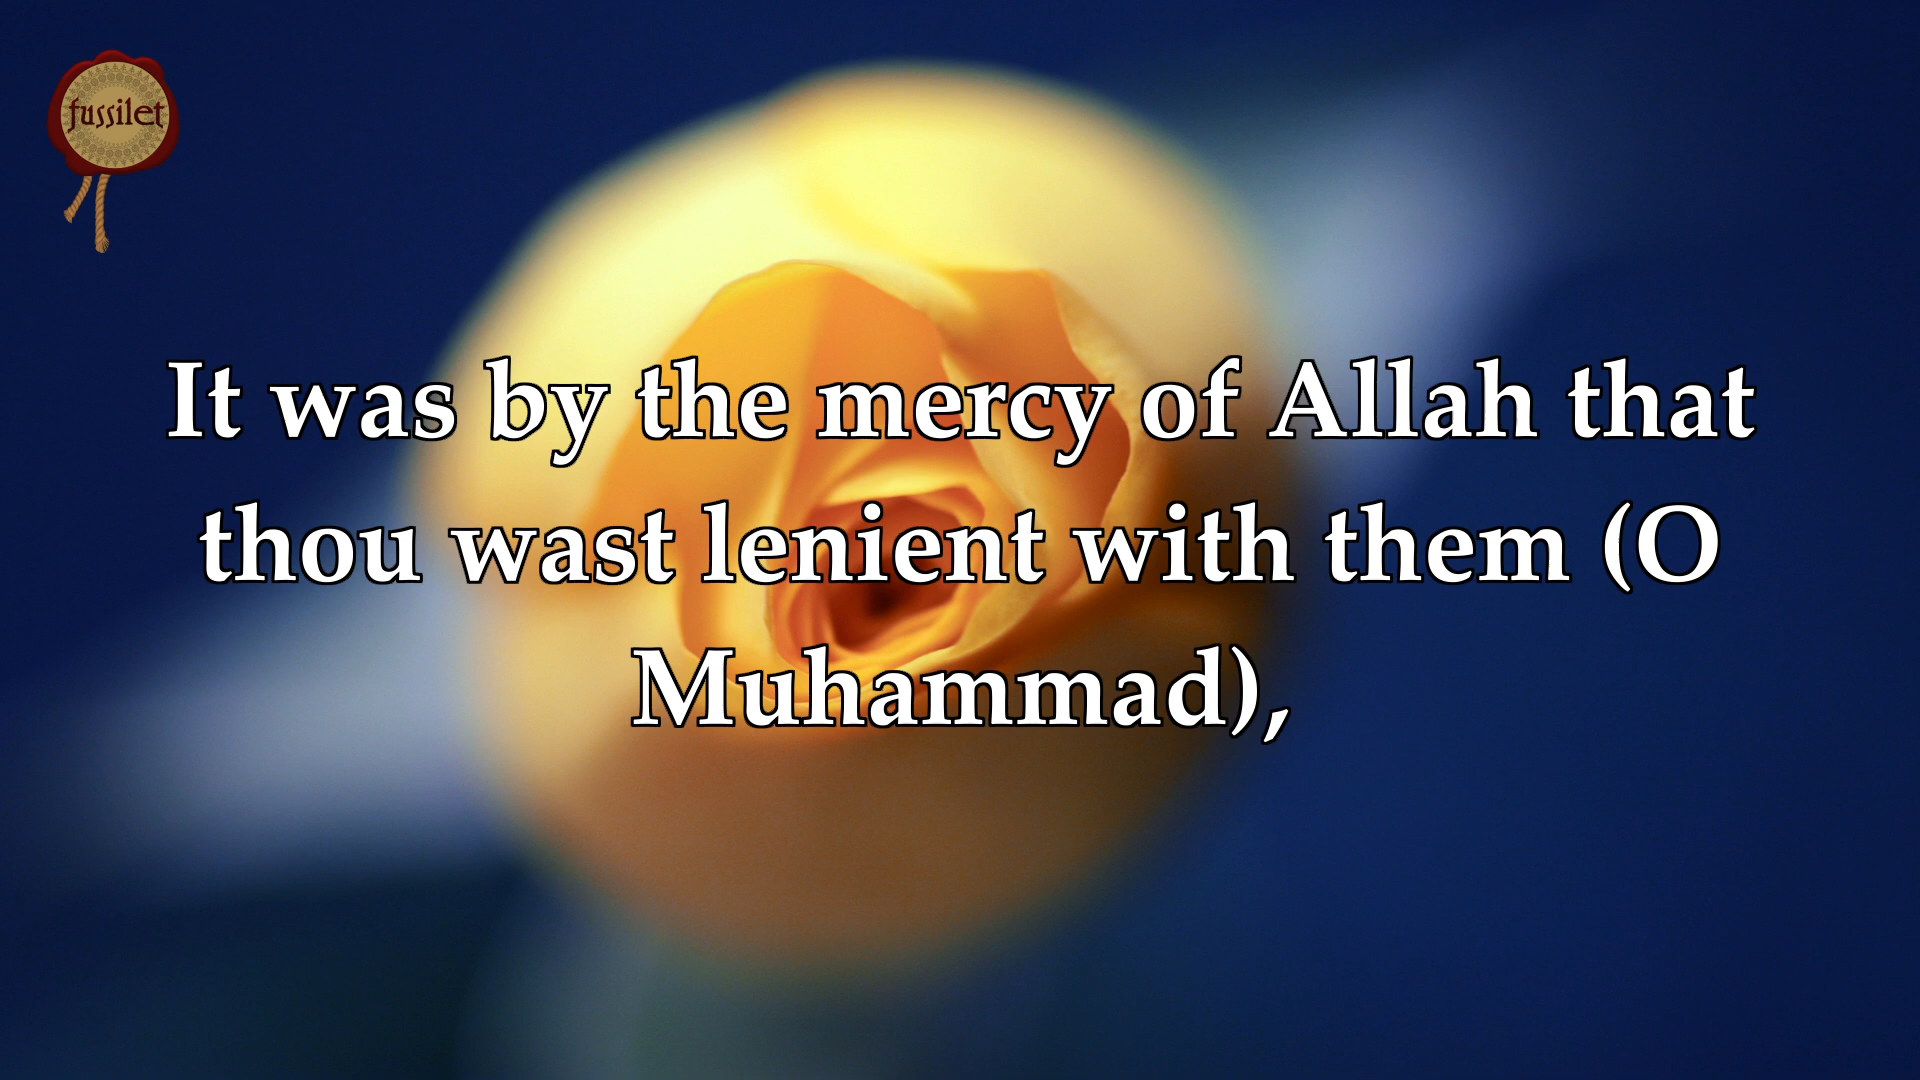 fussilet
It was by the mercy of Allah that
thou wast lenient with them (O
Muhammad),